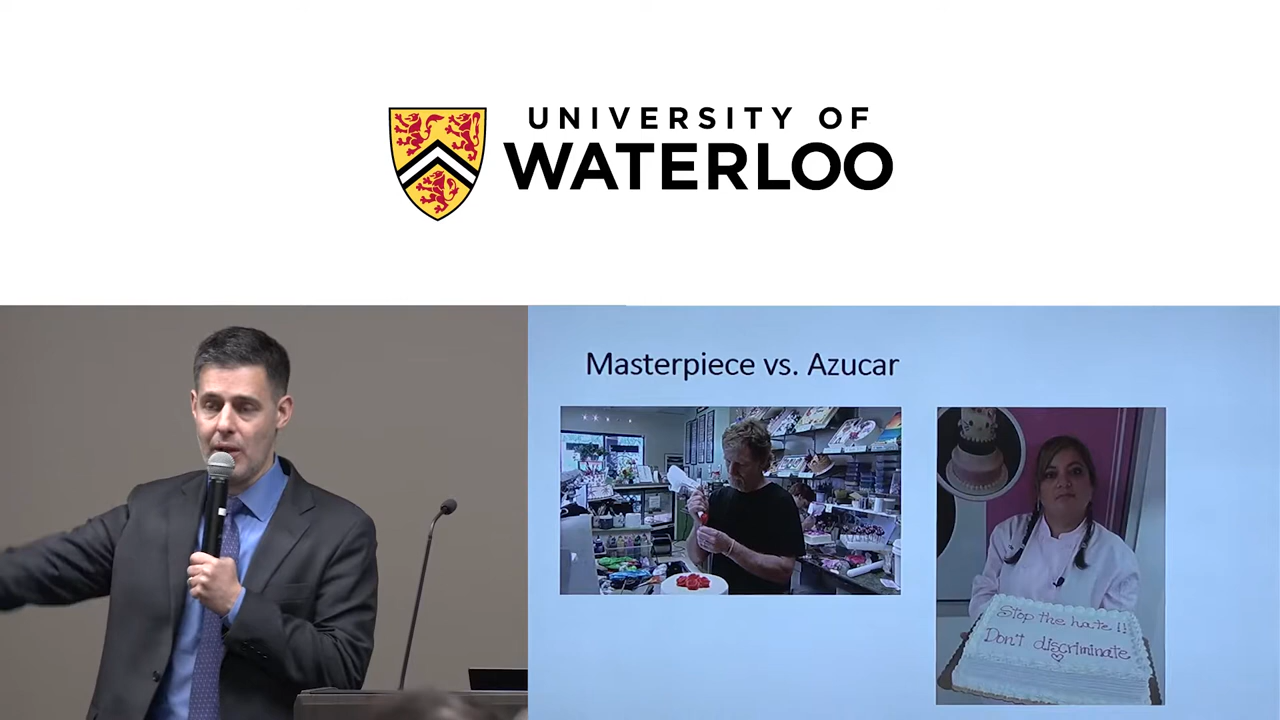 UNIVERSITY OF
WATERLOO
Masterpiece vs. Azucar
Stop the hate !!
Don't discriminate